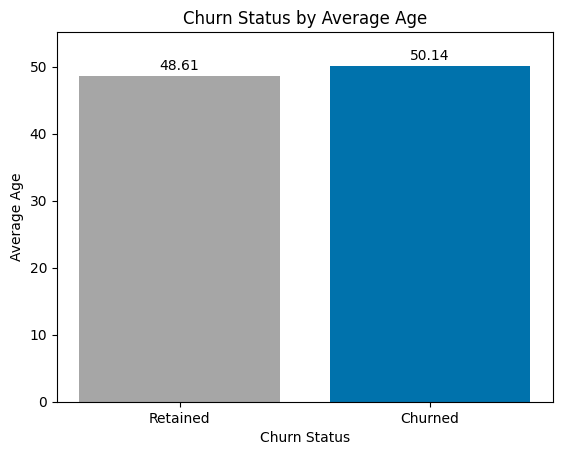 Churn Status by Average Age
48.61
50.14
Average Age
50
40
30
20
10
0
Retained
Churned
Churn Status